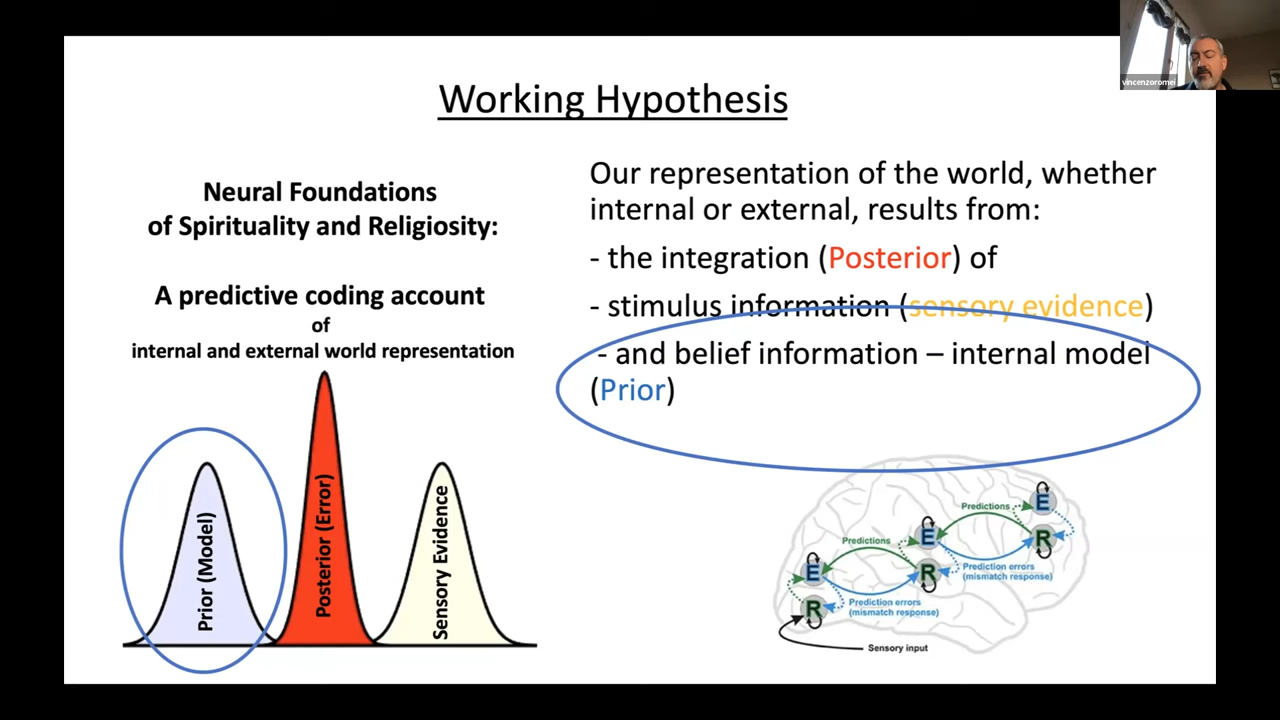 vincenzoromei
Working Hypothesis
Neural Foundations
of Spirituality and Religiosity:
A predictive coding account
of
internal and external world representation
Prior (Model)
Posterior (Error)
Sensory Evidence
Our representation of the world, whether
internal or external, results from:
- the integration (Posterior) of
- stimulus information (sensory evidence)
- and belief information – internal model
(Prior)
Predictions
E
Predictions
E
R
E
R
Prediction errors
(mismatch response)
R
Prediction errors
(mismatch response)
Sensory input